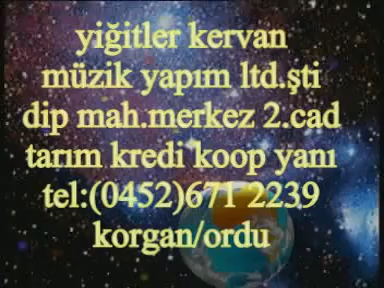 yiğitler kervan
müzik yapım ltd.şti
dip mah.merkez 2.cad
tarım kredi koop yanı
tel:(0452)671 2239
korgan/ordu